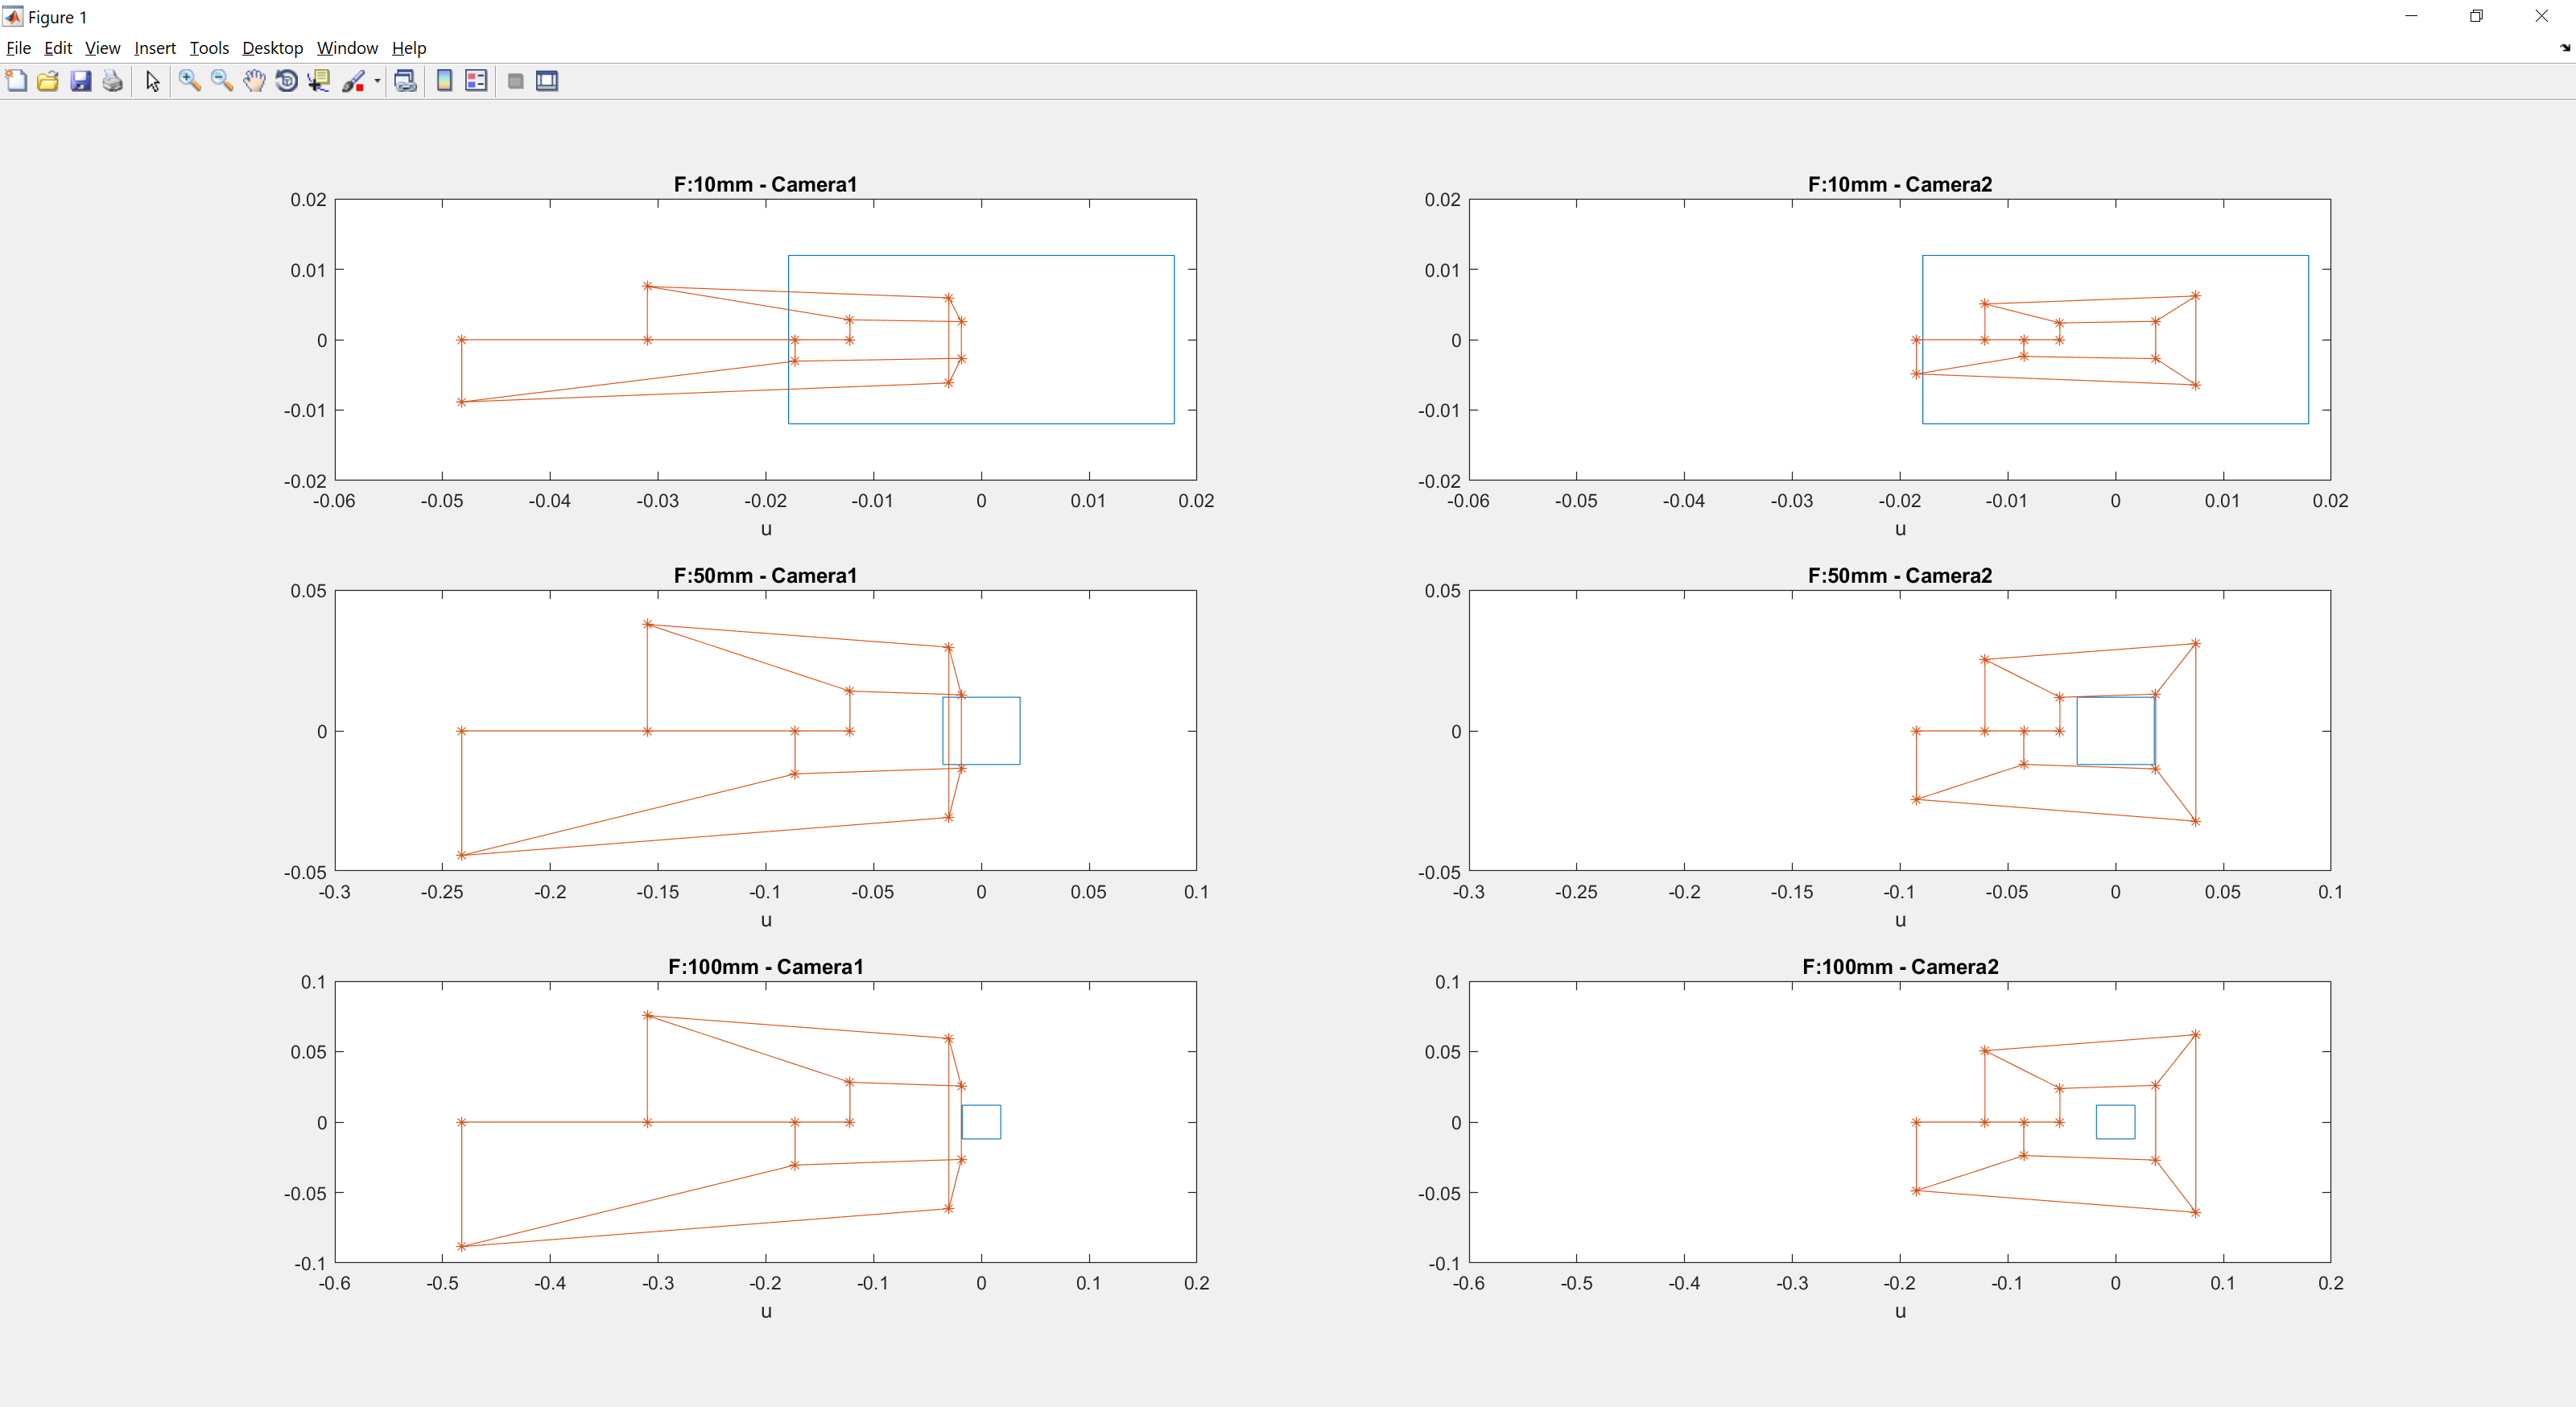 Figure 1
File Edit View Insert Tools Desktop Window Help
F:10mm - Camera1
0.02
0.01
0
-0.01
-0.02
-0.06 -0.05 -0.04 -0.03 -0.02 -0.01 0 0.01 0.02
u
F:10mm - Camera2
0.02
0.01
0
-0.01
-0.02
-0.06 -0.05 -0.04 -0.03 -0.02 -0.01 0 0.01 0.02
u
F:50mm - Camera1
0.05
0
-0.05
-0.3 -0.25 -0.2 -0.15 -0.1 -0.05 0 0.05 0.1
u
F:50mm - Camera2
0.05
0
-0.05
-0.3 -0.25 -0.2 -0.15 -0.1 -0.05 0 0.05 0.1
u
F:100mm - Camera1
0.1
0.05
0
-0.05
-0.1
-0.6 -0.5 -0.4 -0.3 -0.2 -0.1 0 0.1 0.2
u
F:100mm - Camera2
0.1
0.05
0
-0.05
-0.1
-0.6 -0.5 -0.4 -0.3 -0.2 -0.1 0 0.1 0.2
u